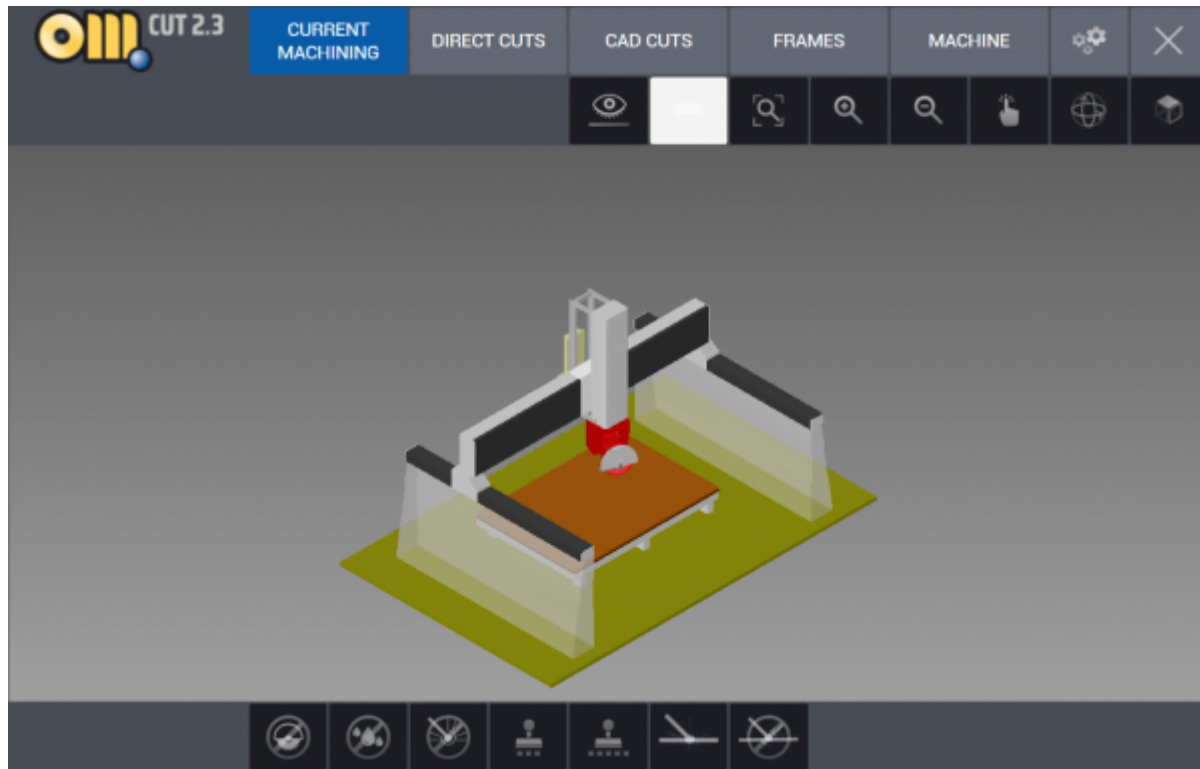 om CUT 2.3
CURRENT
MACHINING
DIRECT CUTS
CAD CUTS
FRAMES
MACHINE